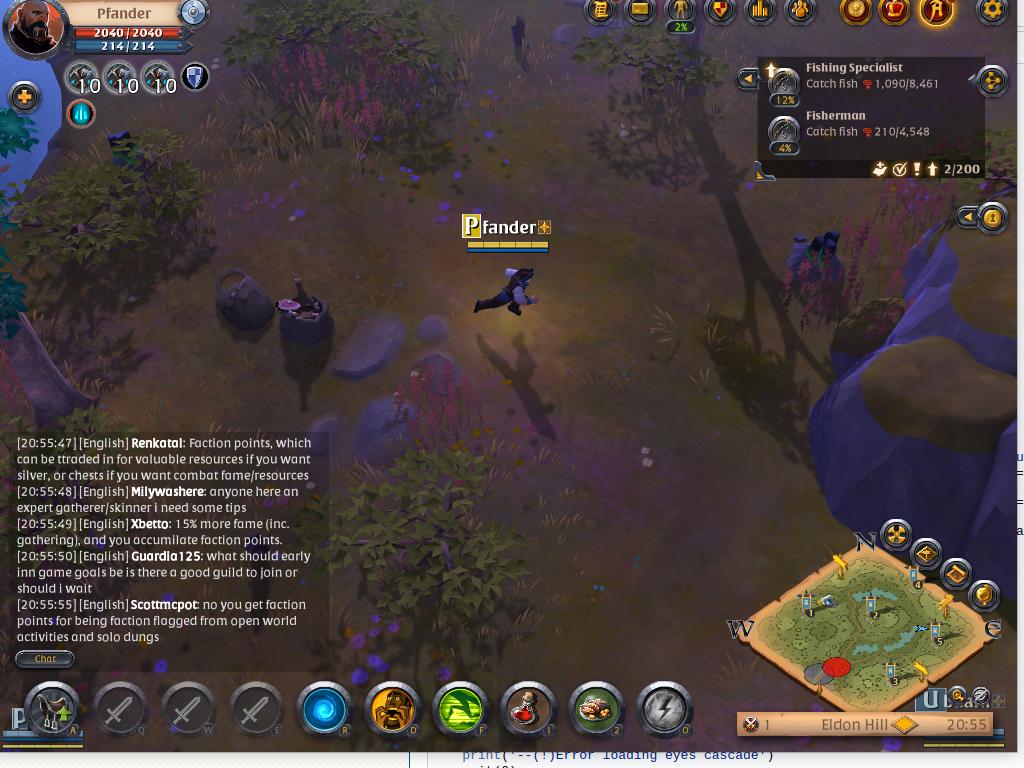 Pfander
2040 / 2040
214 / 214
10 10 10
2%
Fishing Specialist
Catch fish 1,090/8,461
12%
Fisherman
Catch fish 210/4,548
4%
2/200
Pfander
[20:55:47] [English] Renkatal: Faction points, which
can be ttraded in for valuable resources if you want
silver, or chests if you want combat fame/resources
[20:55:48] [English] Milywashere: anyone here an
expert gatherer/skinner i need some tips
[20:55:49] [English] Xbetto: 15% more fame (inc.
gathering), and you accumilate faction points.
[20:55:50] [English] Guardia125: what should early
inn game goals be is there a good guild to join or
should i wait
[20:55:55] [English] Scottmcpot: no you get faction
points for being faction flagged from open world
activities and solo dungs
Chat
N
W
E
1
2
3
4
5
A Q W E R D F 1 2 O
1 Eldon Hill 20:55
print('--(!)Error loading eyes cascade')